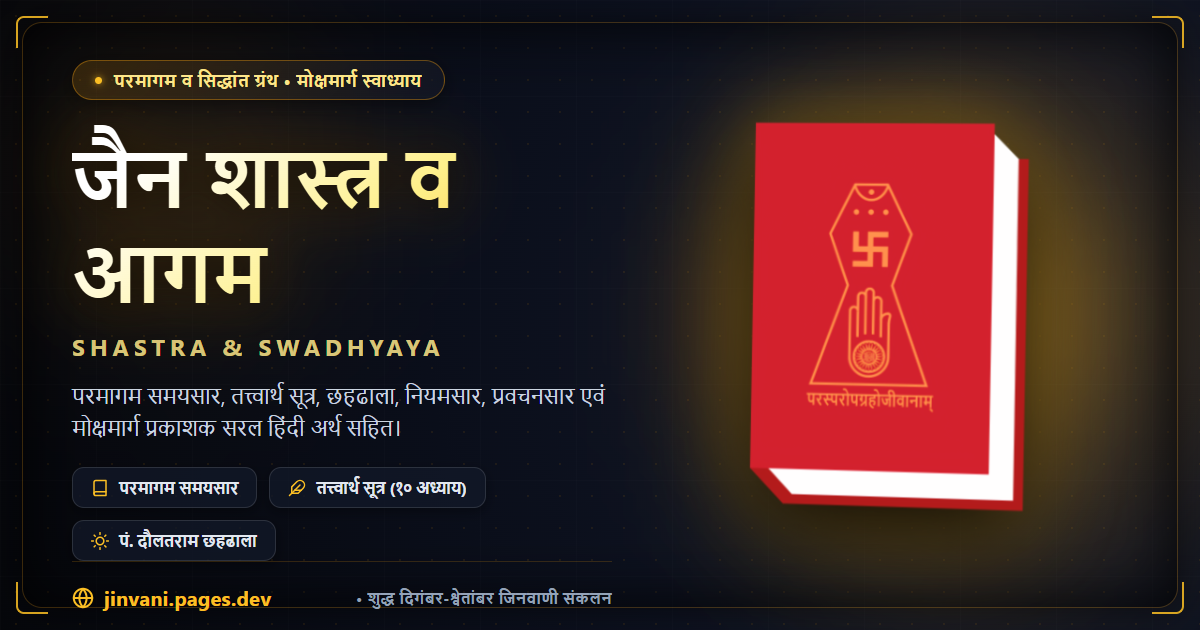 परमागम व सिद्धांत ग्रंथ • मोक्षमार्ग स्वाध्याय
जैन शास्त्र व
आगम
SHASTRA & SWADHYAYA
परमागम समयसार, तत्त्वार्थ सूत्र, छहढाला, नियमसार, प्रवचनसार एवं
मोक्षमार्ग प्रकाशक सरल हिंदी अर्थ सहित।
परमागम समयसार
तत्त्वार्थ सूत्र (१० अध्याय)
पं. दौलतराम छहढाला
jinvani.pages.dev
• शुद्ध दिगंबर-श्वेतांबर जिनवाणी संकलन
परस्परोपग्रहोजीवानाम्